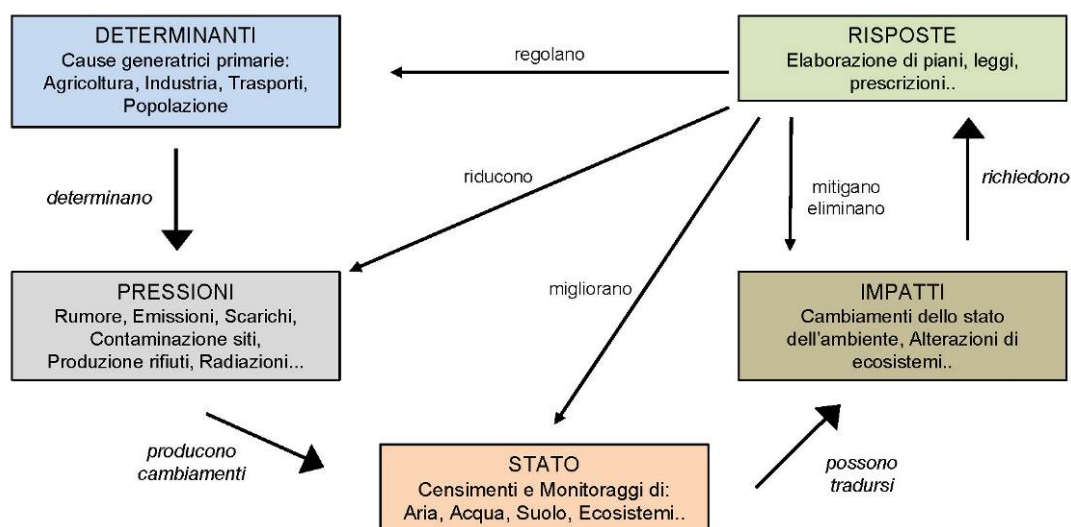 DETERMINANTI
Cause generatrici primarie:
Agricoltura, Industria, Trasporti,
Popolazione
regolano
RISPOSTE
Elaborazione di piani, leggi,
prescrizioni..
determinano
riducono
mitigano
eliminano
richiedono
PRESSIONI
Rumore, Emissioni, Scarichi,
Contaminazione siti,
Produzione rifiuti, Radiazioni...
migliorano
IMPATTI
Cambiamenti dello stato
dell'ambiente, Alterazioni di
ecosistemi..
producono
cambiamenti
STATO
Censimenti e Monitoraggi di:
Aria, Acqua, Suolo, Ecosistemi..
possono
tradursi